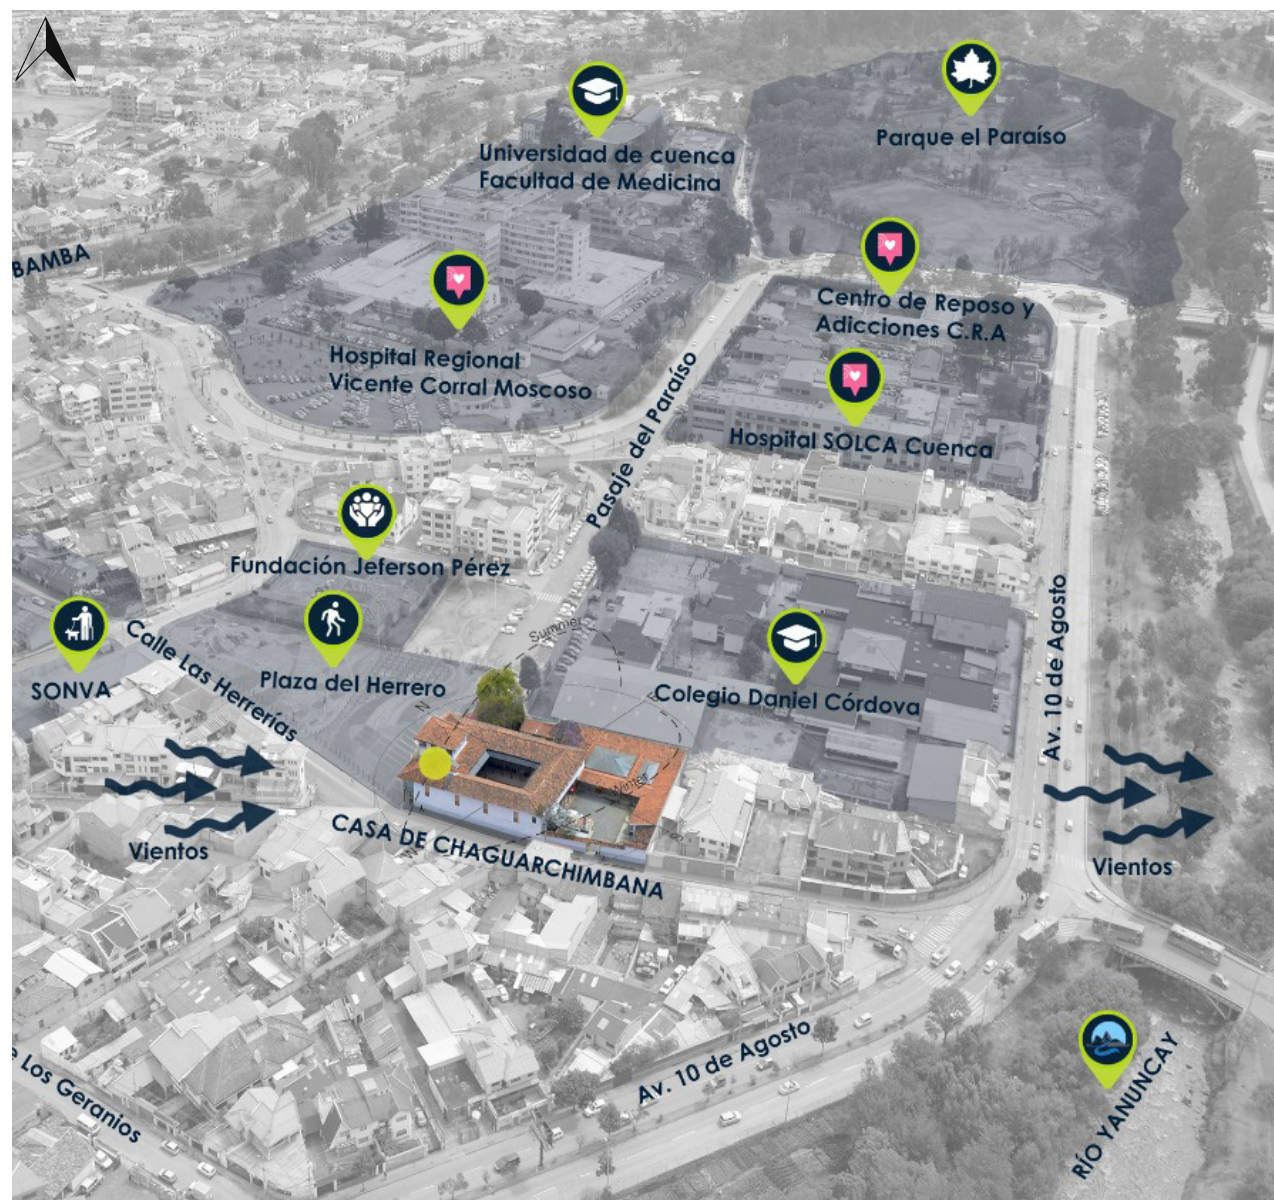 Universidad de cuenca
Facultad de Medicina
Parque el Paraíso
BAMBA
Centro de Reposo y
Adicciones C.R.A
Hospital Regional
Vicente Corral Moscoso
Hospital SOLCA Cuenca
Pasaje del Paraíso
Fundación Jeferson Pérez
Av. 10 de Agosto
Calle Las Herrerías
Summer
SONVA
Plaza del Herrero
Colegio Daniel Córdova
N
Winter
Vientos
CASA DE CHAGUARCHIMBANA
Vientos
Av. 10 de Agosto
e Los Geranios
RÍO YANUNCAY